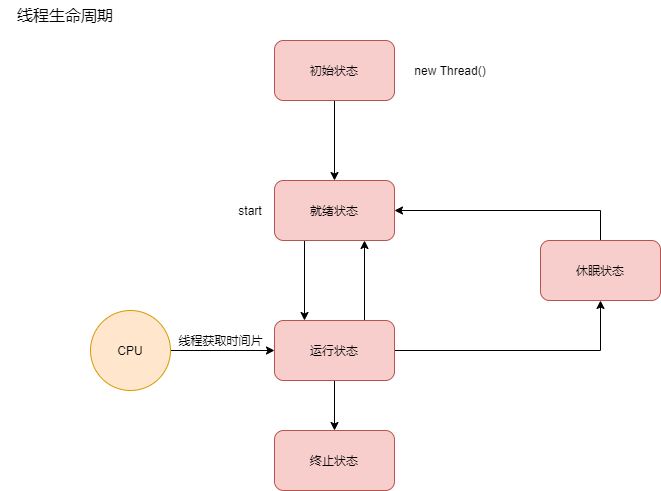 线程生命周期
初始状态
new Thread()
start
就绪状态
休眠状态
线程获取时间片
CPU
运行状态
终止状态